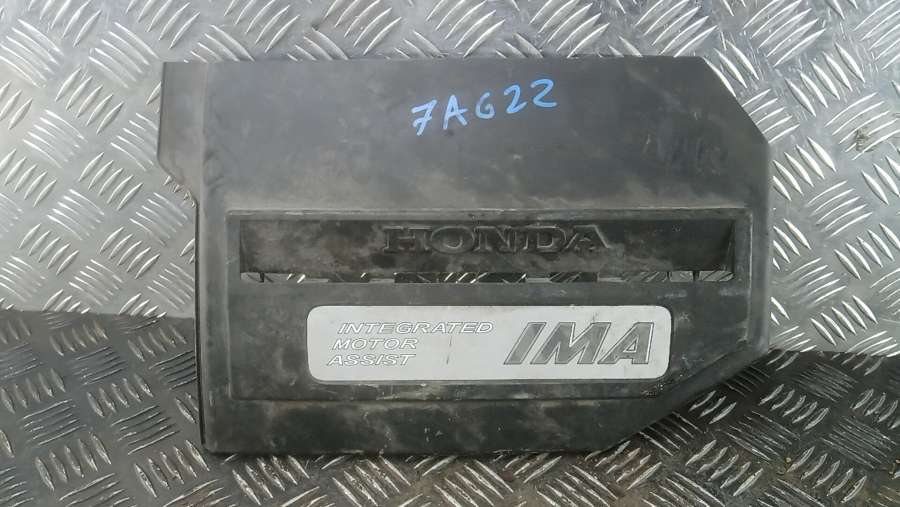 7AG22
HONDA
INTEGRATED
MOTOR
ASSIST
IMA